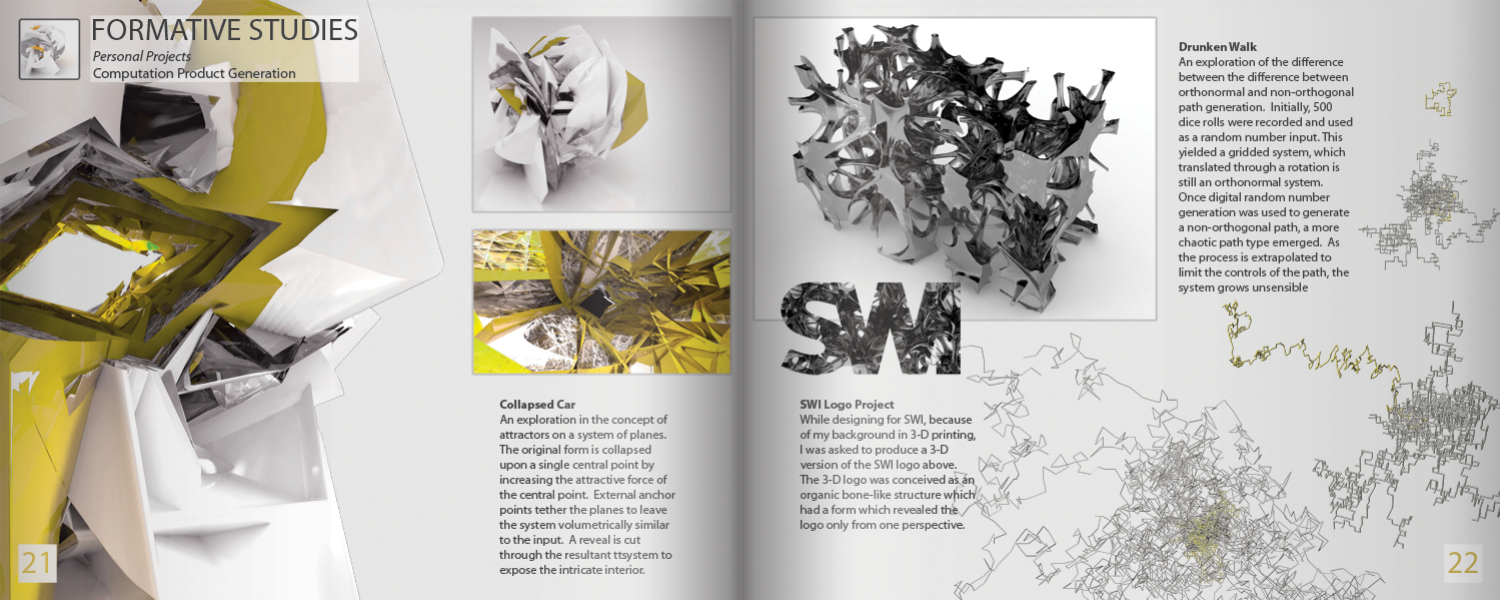 FORMATIVE STUDIES
Personal Projects
Computation Product Generation
Collapsed Car
An exploration in the concept of
attractors on a system of planes.
The original form is collapsed
upon a single central point by
increasing the attractive force of
the central point.  External anchor
points tether the planes to leave
the system volumetrically similar
to the input.  A reveal is cut
through the resultant ttsystem to
expose the intricate interior.
21
SWI
SWI Logo Project
While designing for SWI, because
of my background in 3-D printing,
I was asked to produce a 3-D
version of the SWI logo above.
The 3-D logo was conceived as an
organic bone-like structure which
had a form which revealed the
logo only from one perspective.
Drunken Walk
An exploration of the difference
between the difference between
orthonormal and non-orthogonal
path generation.  Initially, 500
dice rolls were recorded and used
as a random number input. This
yielded a gridded system, which
translated through a rotation is
still an orthonormal system.
Once digital random number
generation was used to generate
a non-orthogonal path, a more
chaotic path type emerged.  As
the process is extrapolated to
limit the controls of the path, the
system grows unsensible
22